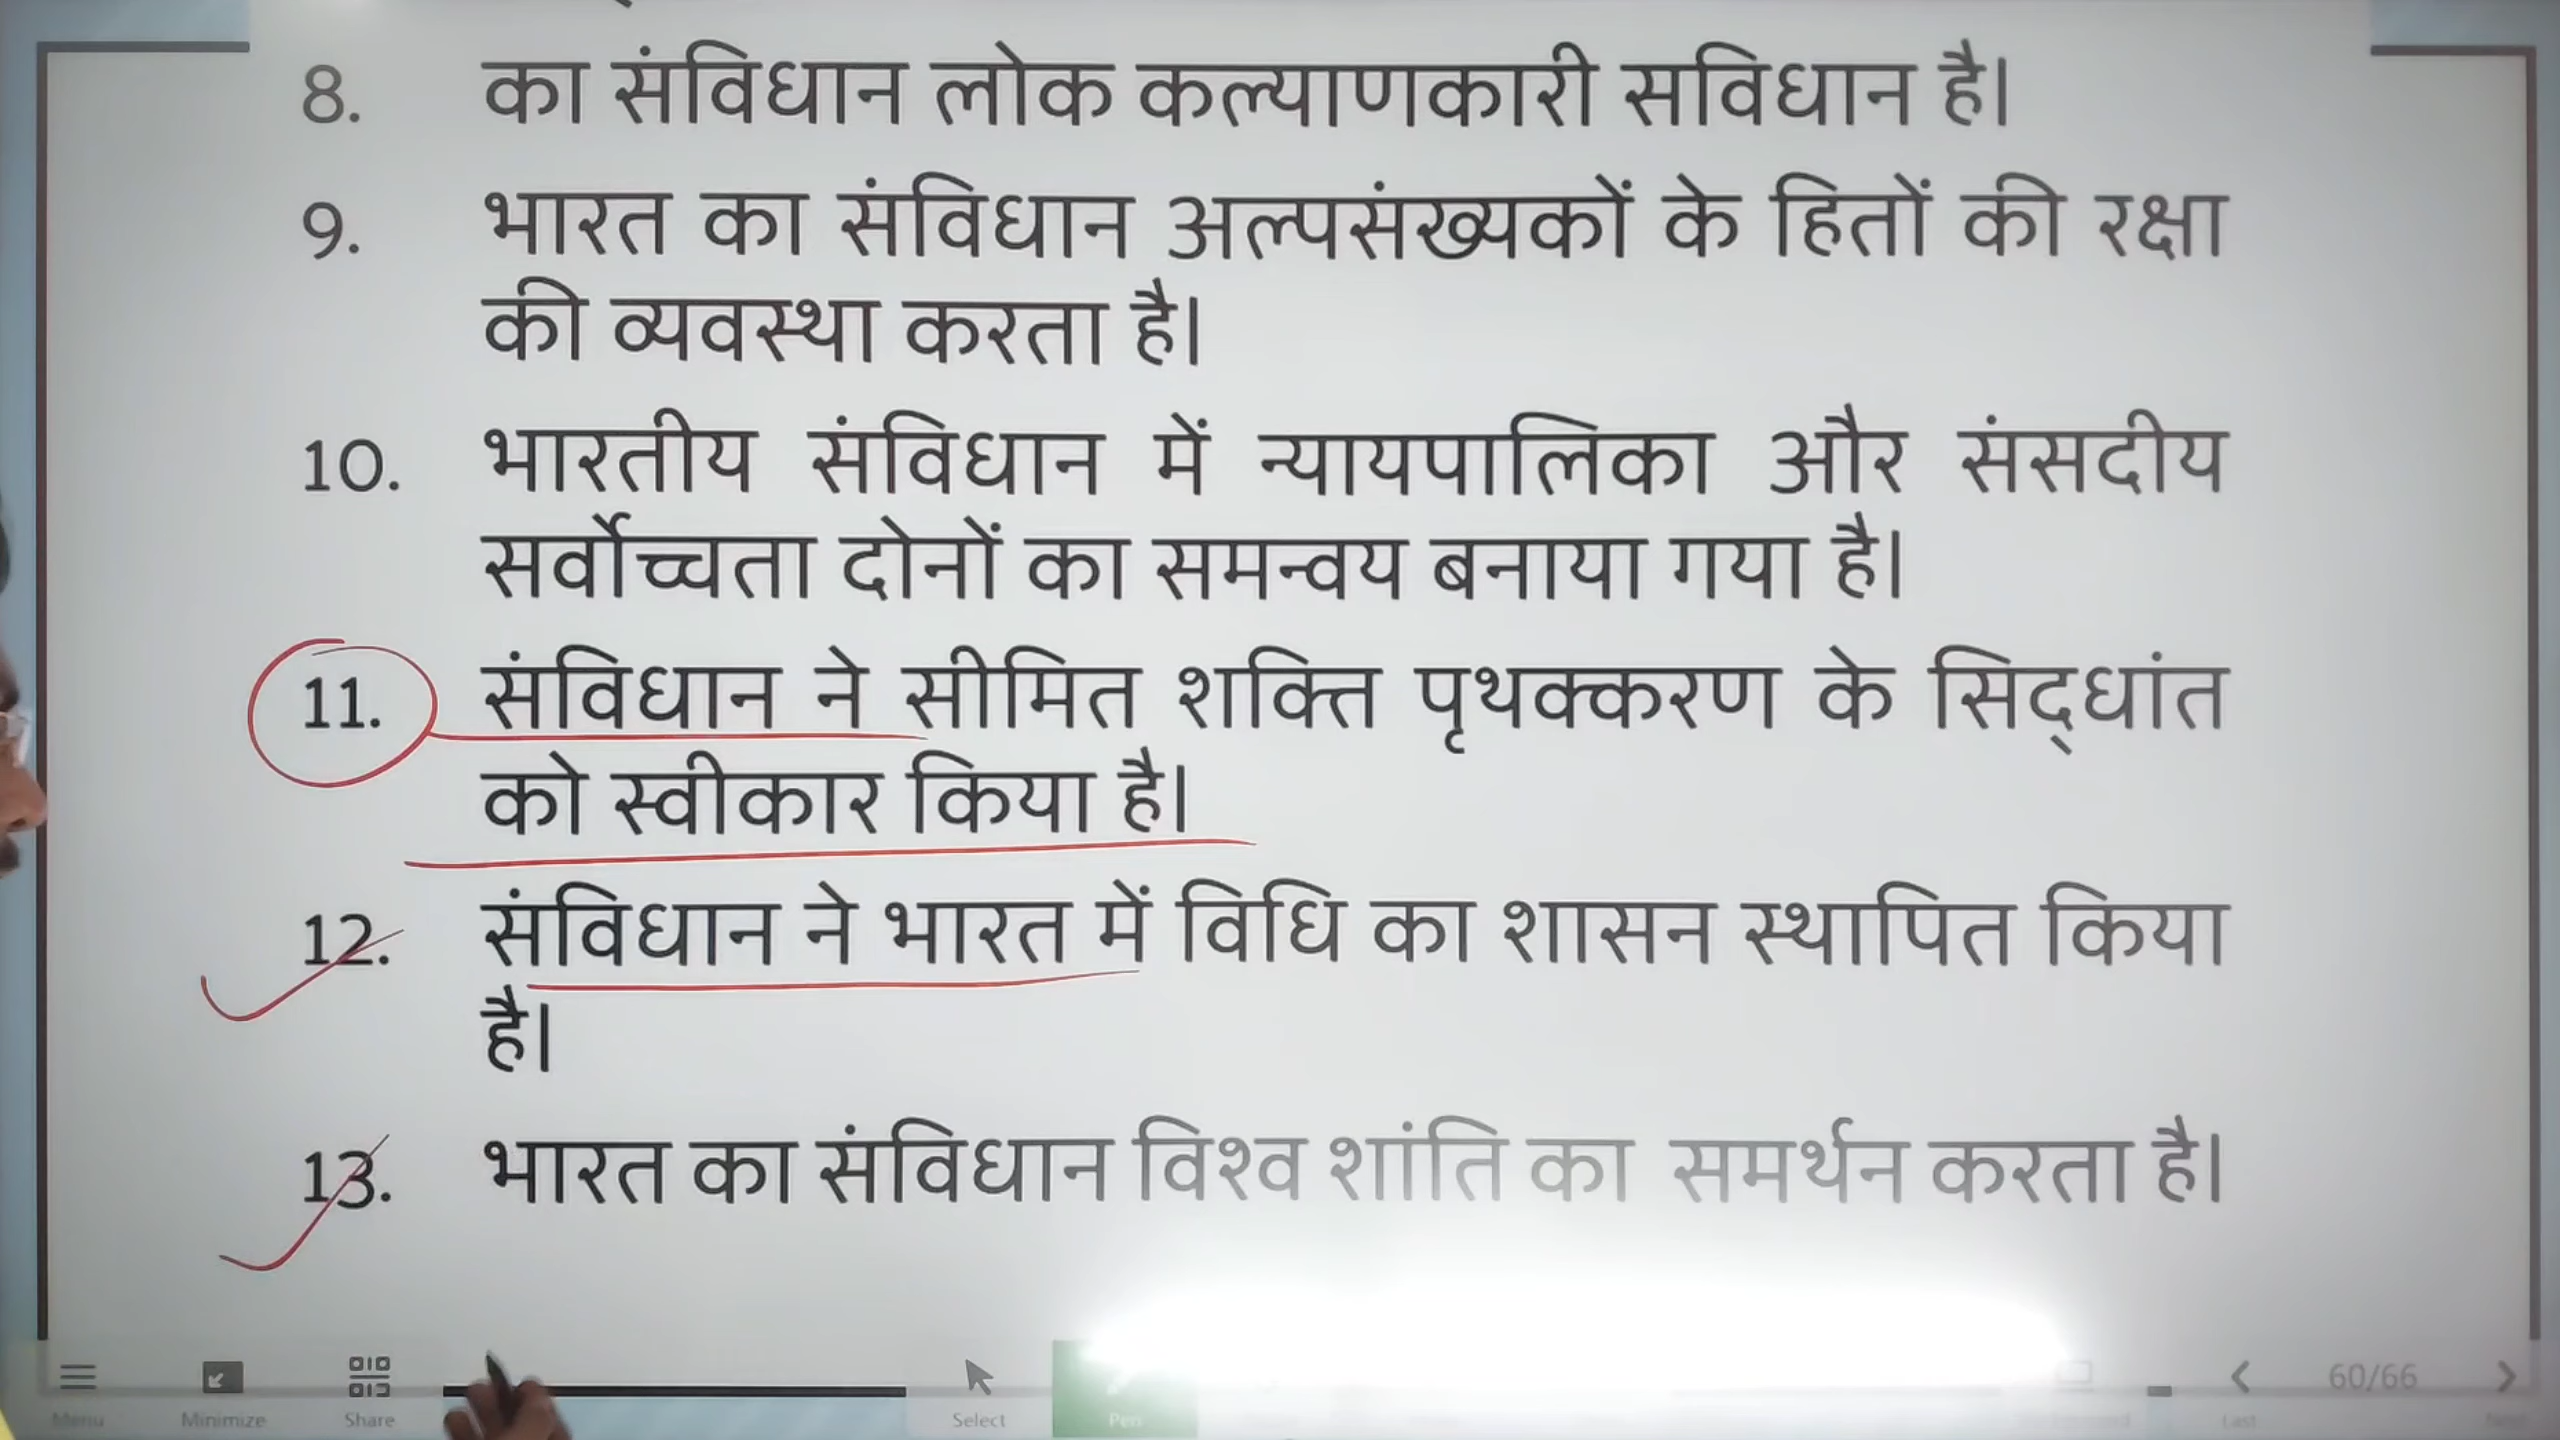 8. का संविधान लोक कल्याणकारी सविधान है।
9. भारत का संविधान अल्पसंख्यकों के हितों की रक्षा
की व्यवस्था करता है।
10. भारतीय संविधान में न्यायपालिका और संसदीय
सर्वोच्चता दोनों का समन्वय बनाया गया है।
11. संविधान ने सीमित शक्ति पृथक्करण के सिद्धांत
को स्वीकार किया है।
12. संविधान ने भारत में विधि का शासन स्थापित किया
है।
13. भारत का संविधान विश्व शांति का समर्थन करता है।
60/66
Menu Minimize Share Select Pen Last Next